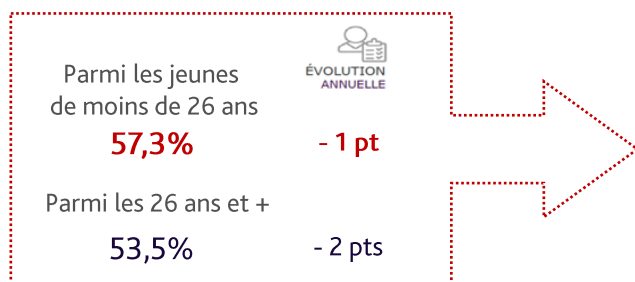 ÉVOLUTION
ANNUELLE
Parmi les jeunes
de moins de 26 ans
57,3%
- 1 pt
Parmi les 26 ans et +
53,5%
- 2 pts